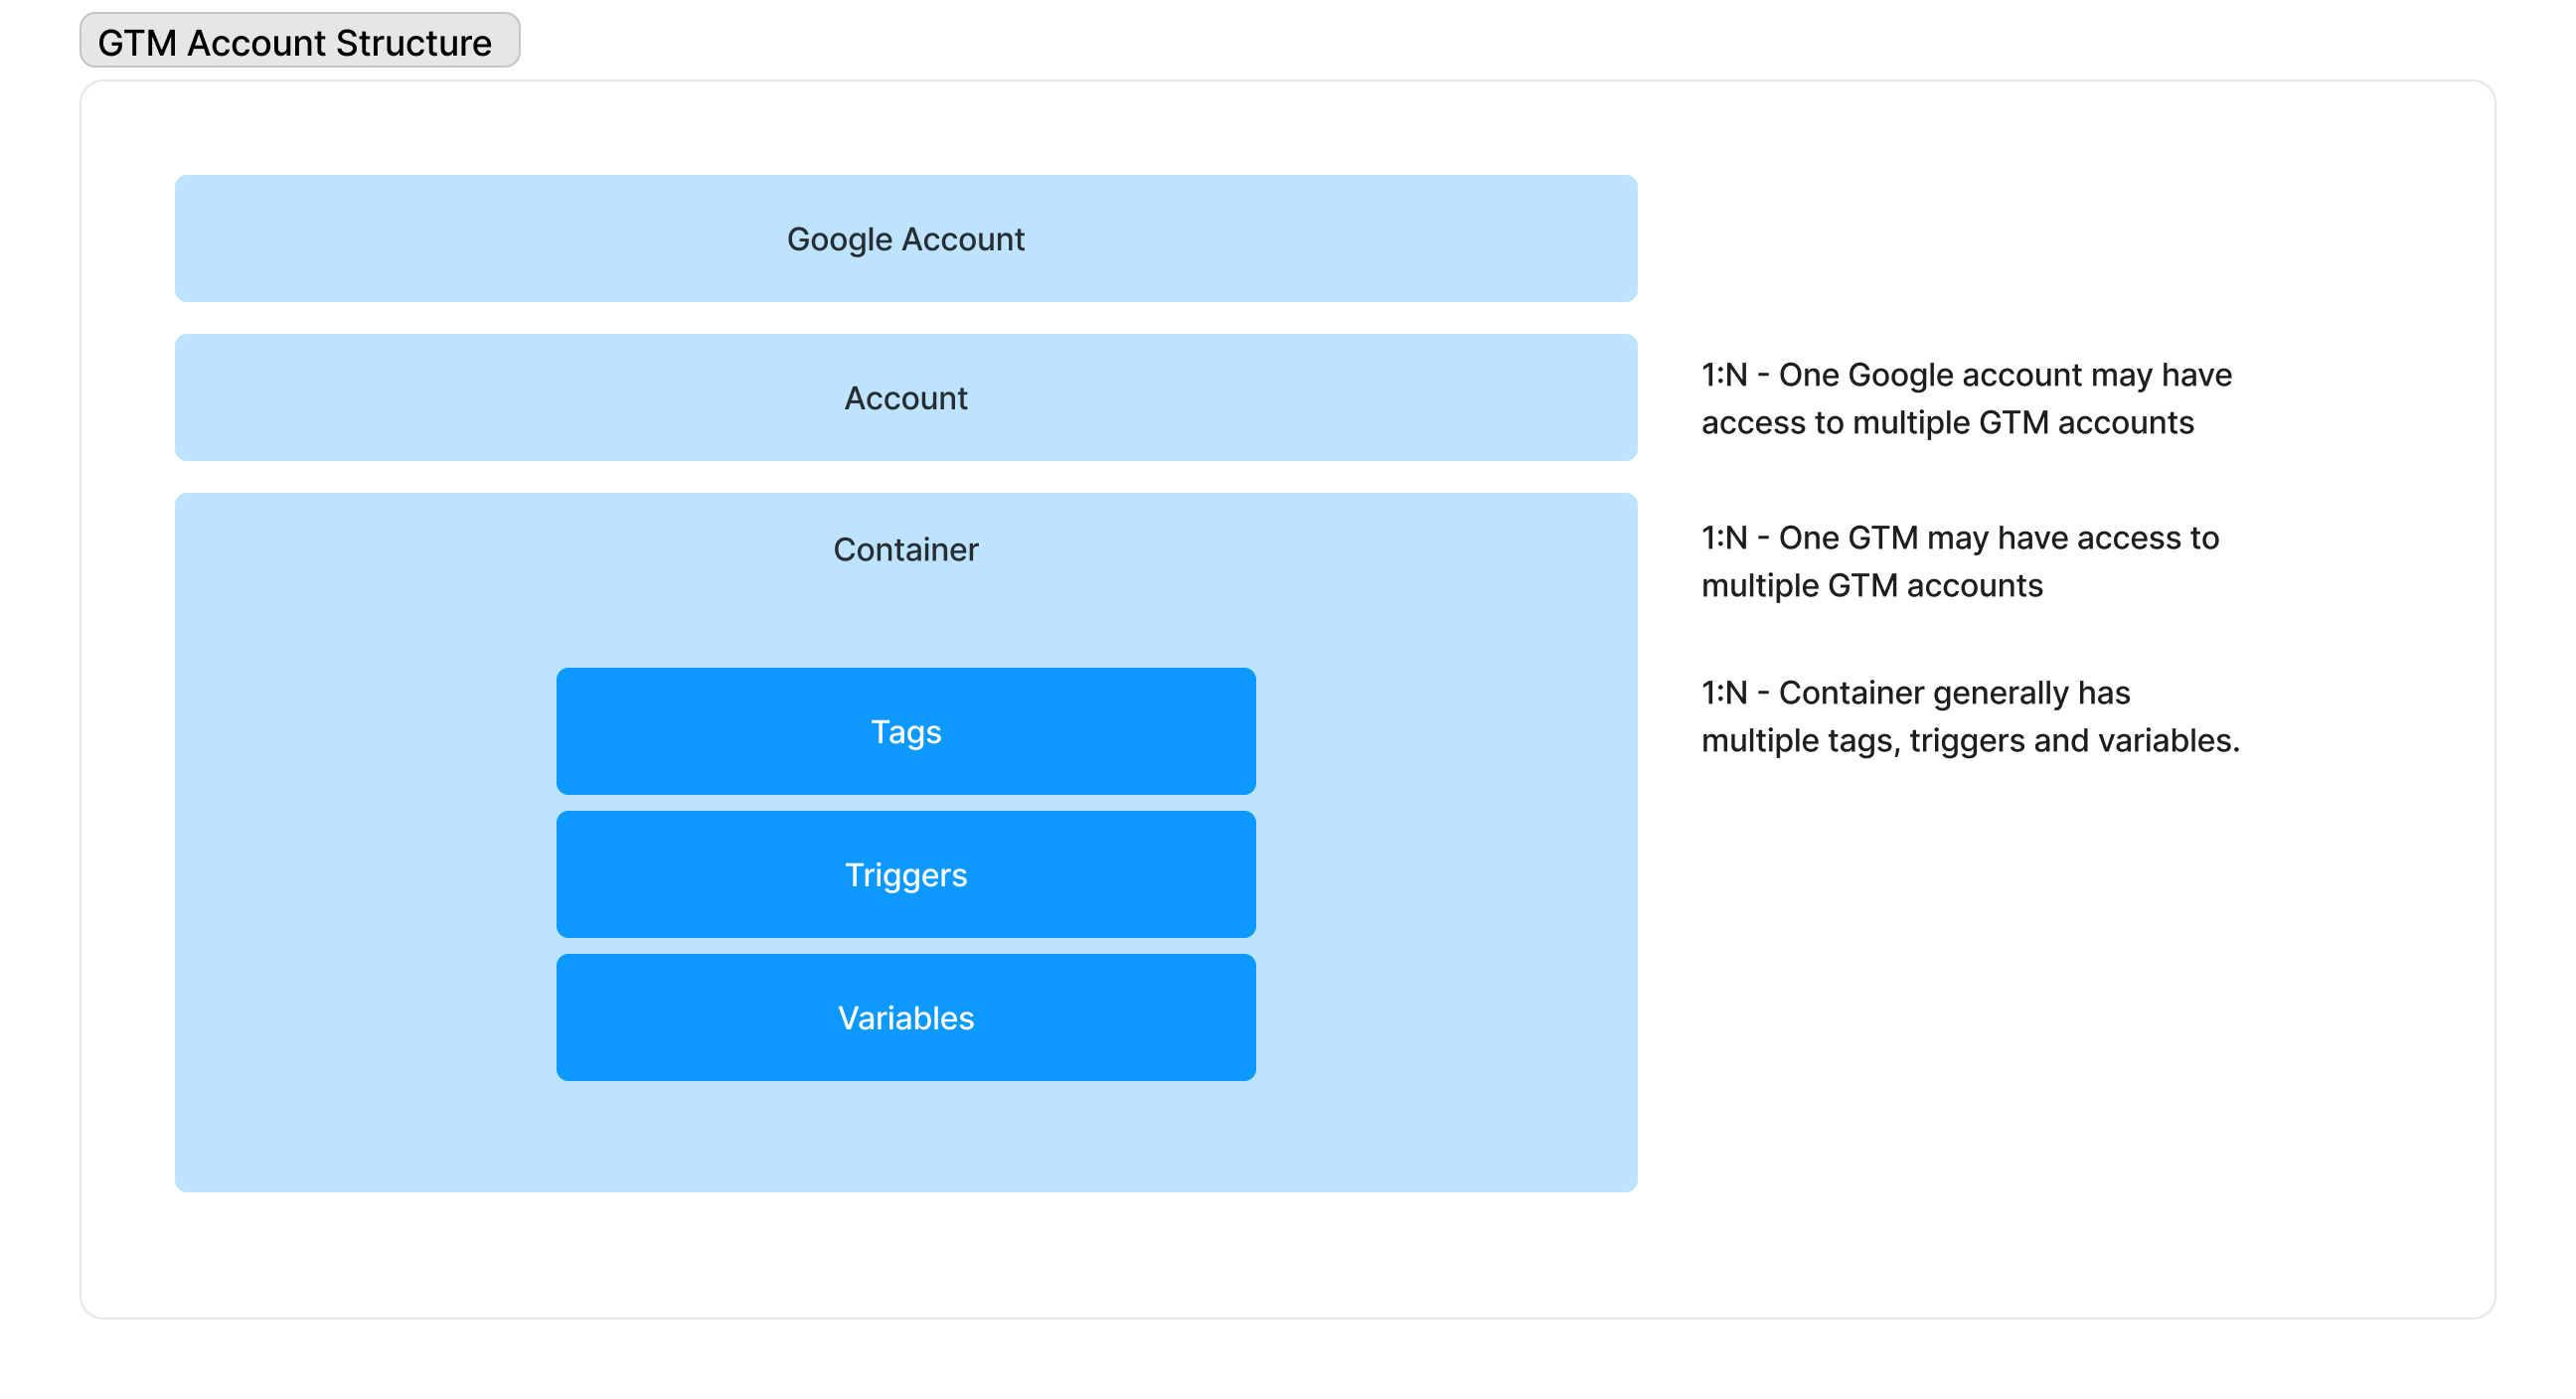 GTM Account Structure
Google Account
Account
1:N - One Google account may have
access to multiple GTM accounts
Container
1:N - One GTM may have access to
multiple GTM accounts
Tags
1:N - Container generally has
multiple tags, triggers and variables.
Triggers
Variables